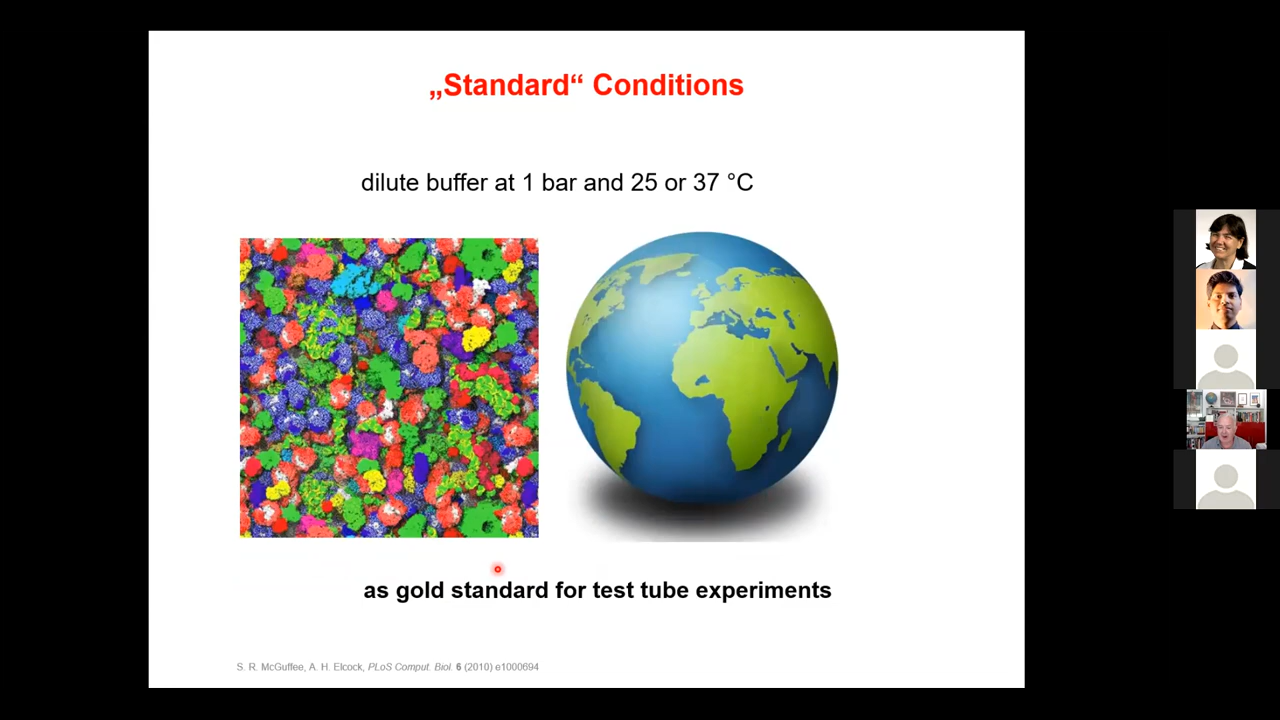 „Standard“ Conditions
dilute buffer at 1 bar and 25 or 37 °C
as gold standard for test tube experiments
S. R. McGuffee, A. H. Elcock, PLoS Comput. Biol. 6 (2010) e1000694